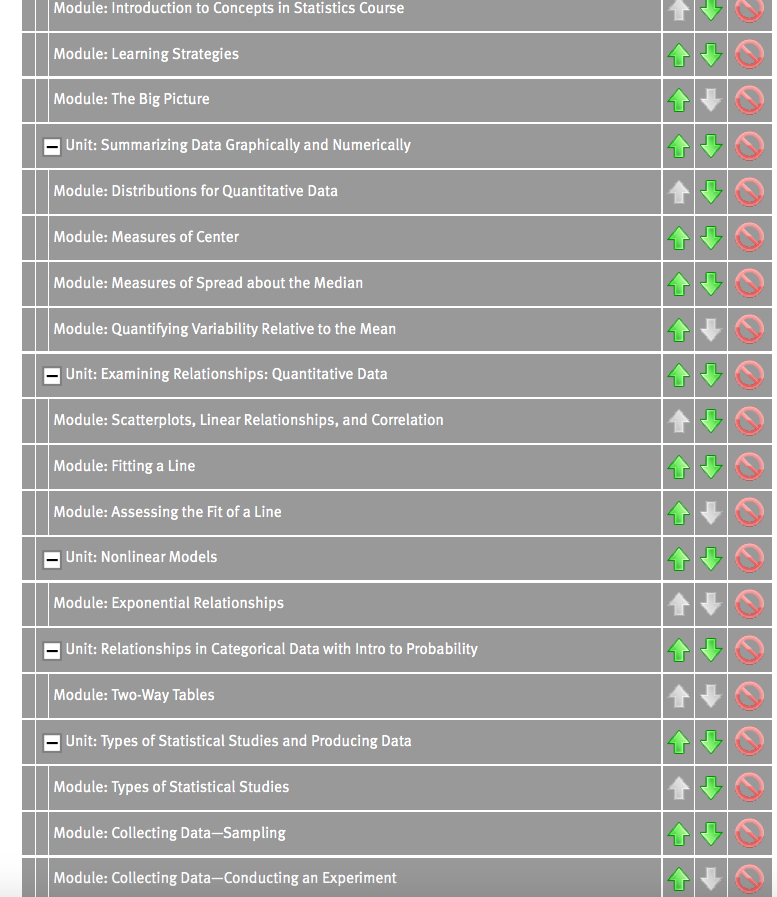 Module: Introduction to Concepts in Statistics Course
Module: Learning Strategies
Module: The Big Picture
Unit: Summarizing Data Graphically and Numerically
Module: Distributions for Quantitative Data
Module: Measures of Center
Module: Measures of Spread about the Median
Module: Quantifying Variability Relative to the Mean
Unit: Examining Relationships: Quantitative Data
Module: Scatterplots, Linear Relationships, and Correlation
Module: Fitting a Line
Module: Assessing the Fit of a Line
Unit: Nonlinear Models
Module: Exponential Relationships
Unit: Relationships in Categorical Data with Intro to Probability
Module: Two-Way Tables
Unit: Types of Statistical Studies and Producing Data
Module: Types of Statistical Studies
Module: Collecting Data—Sampling
Module: Collecting Data—Conducting an Experiment